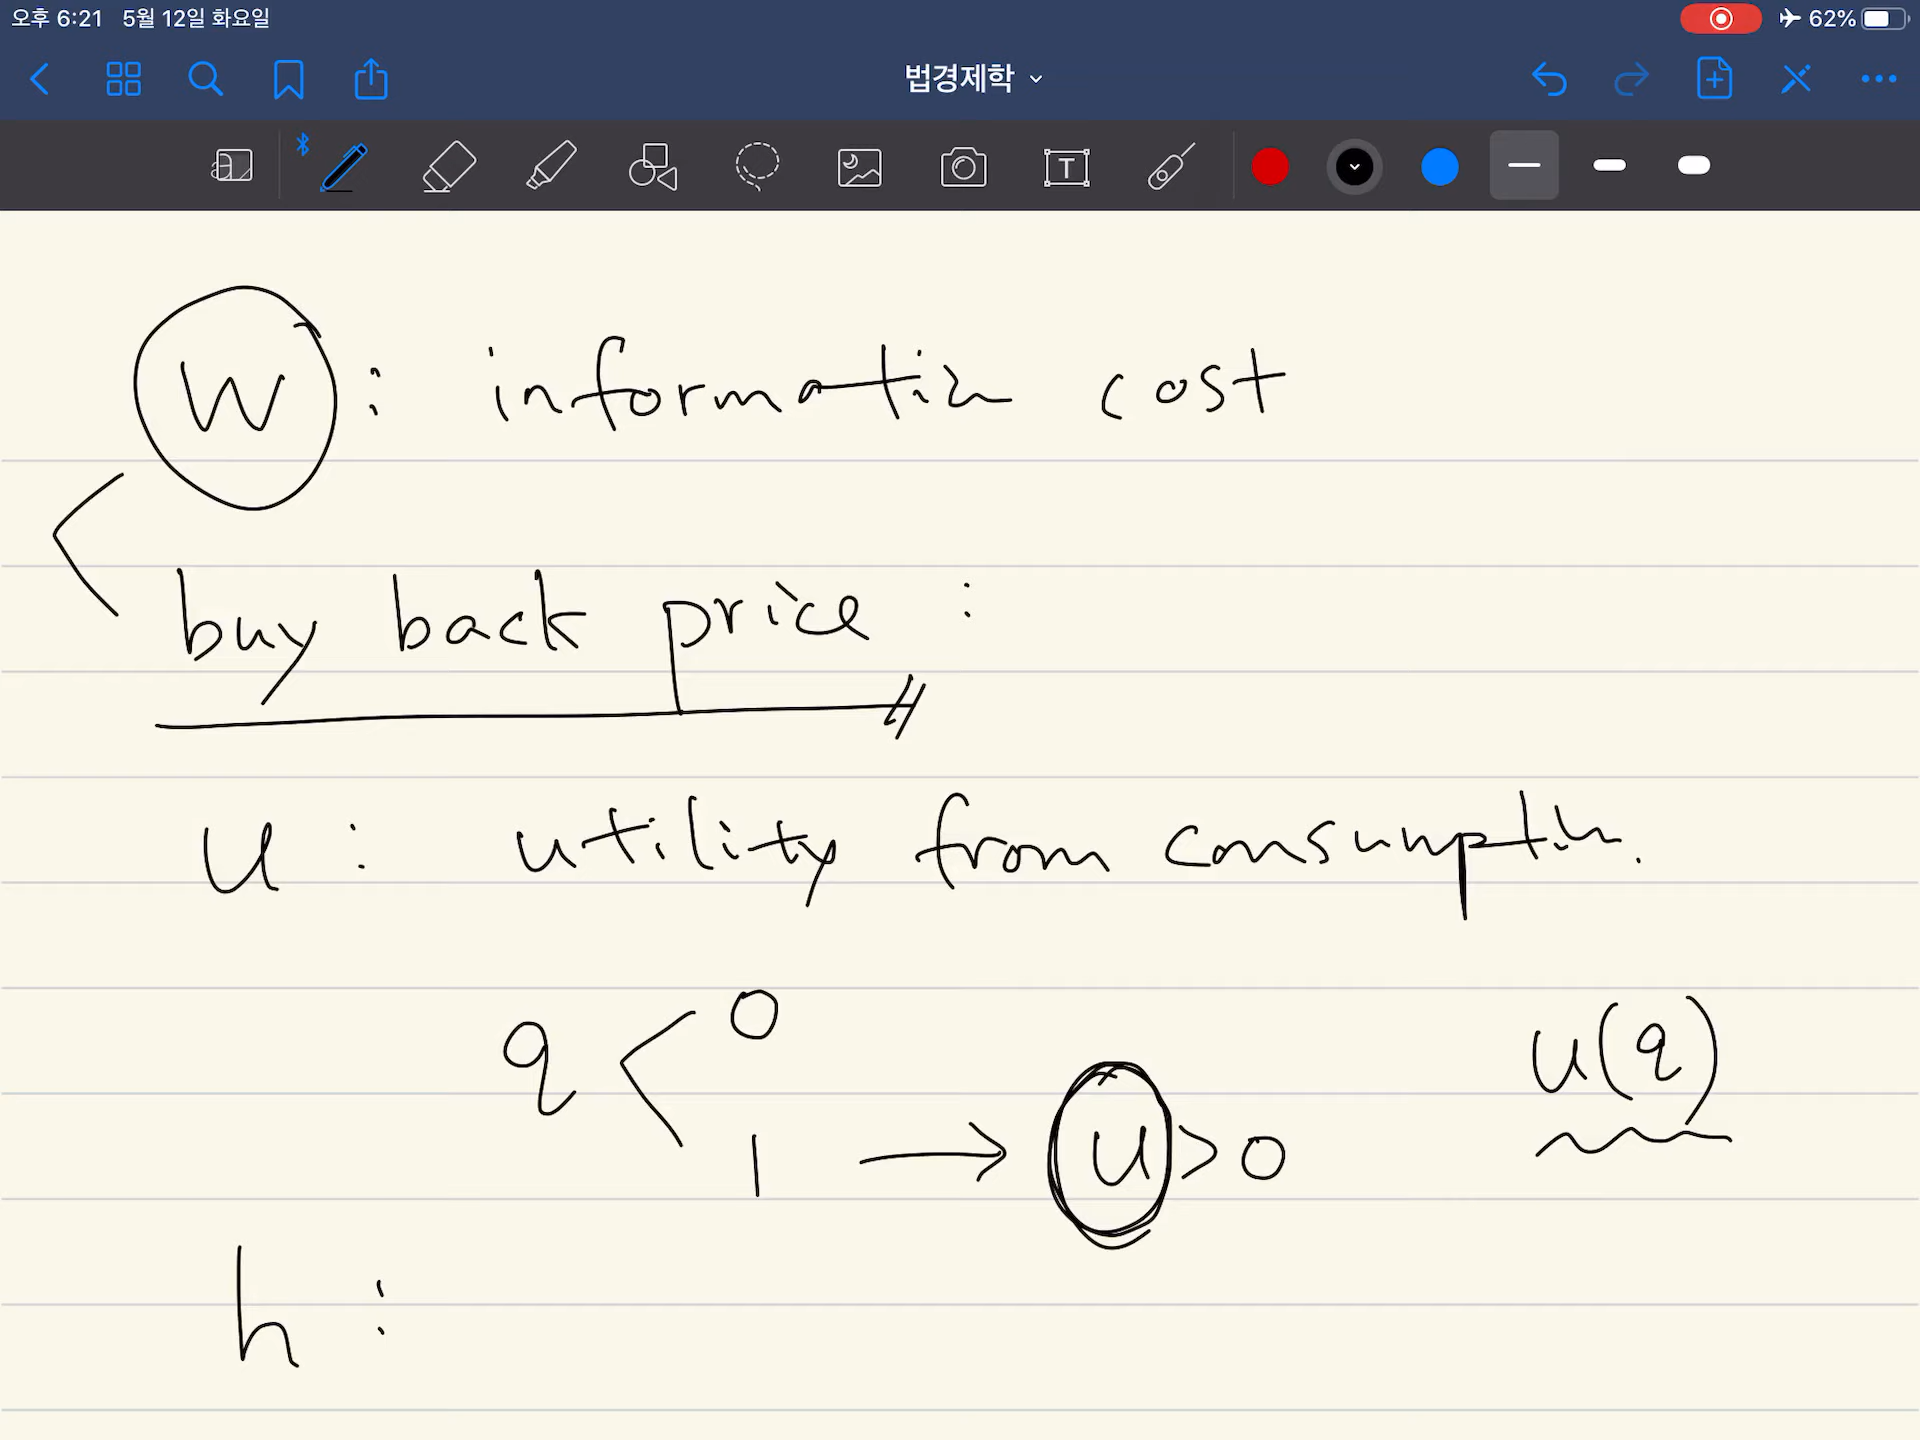 오후 6:21 5월 12일 화요일 62%
법경제학
W : information cost
buy back price :
u : utility from consumption.
q < 0 u(q)
1 → u > 0
h :